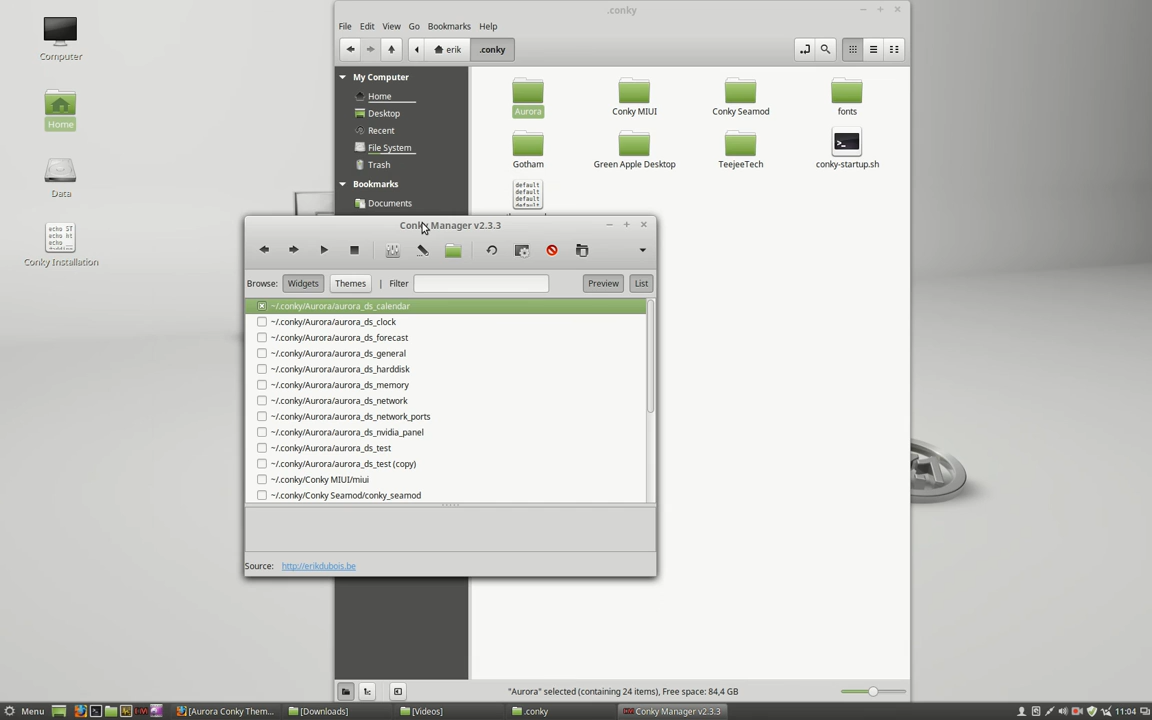 Computer
Home
Data
echo ST
Conky Installation
.conky
File Edit View Go Bookmarks Help
erik .conky
My Computer
Home
Desktop
Recent
File System
Trash
Bookmarks
Documents
Aurora Conky MIUI Conky Seamod fonts
Gotham Green Apple Desktop TeejeeTech conky-startup.sh
default
default
default
default
Conky Manager v2.3.3
Browse: Widgets Themes | Filter Preview List
~/.conky/Aurora/aurora_ds_calendar
~/.conky/Aurora/aurora_ds_clock
~/.conky/Aurora/aurora_ds_forecast
~/.conky/Aurora/aurora_ds_general
~/.conky/Aurora/aurora_ds_harddisk
~/.conky/Aurora/aurora_ds_memory
~/.conky/Aurora/aurora_ds_network
~/.conky/Aurora/aurora_ds_network_ports
~/.conky/Aurora/aurora_ds_nvidia_panel
~/.conky/Aurora/aurora_ds_test
~/.conky/Aurora/aurora_ds_test (copy)
~/.conky/Conky MIUI/miui
~/.conky/Conky Seamod/conky_seamod
Source: http://erikdubois.be
"Aurora" selected (containing 24 items), Free space: 84,4 GB
Menu [Aurora Conky Them... [Downloads] [Videos] .conky Conky Manager v2.3.3 11:04